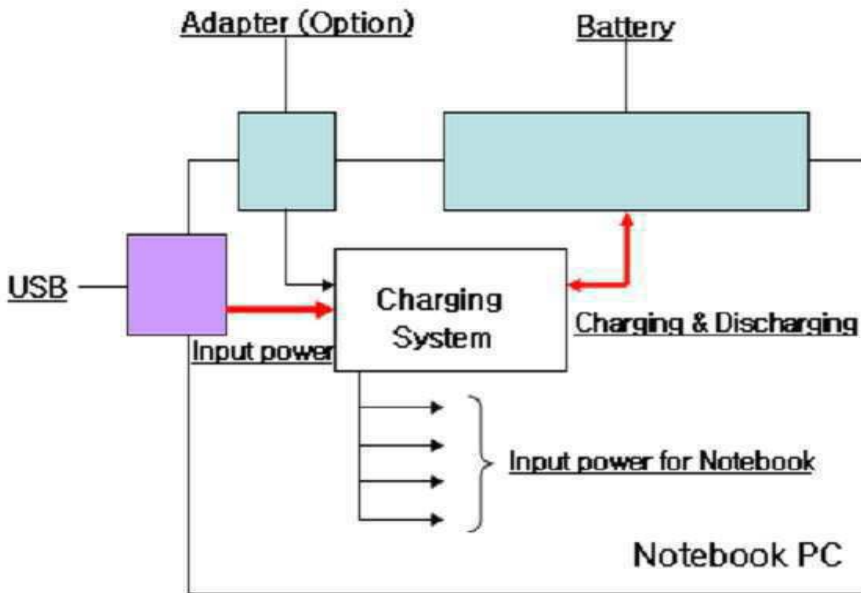 Adapter (Option)
Battery
USB
Input power
Charging
System
Charging & Discharging
Input power for Notebook
Notebook PC